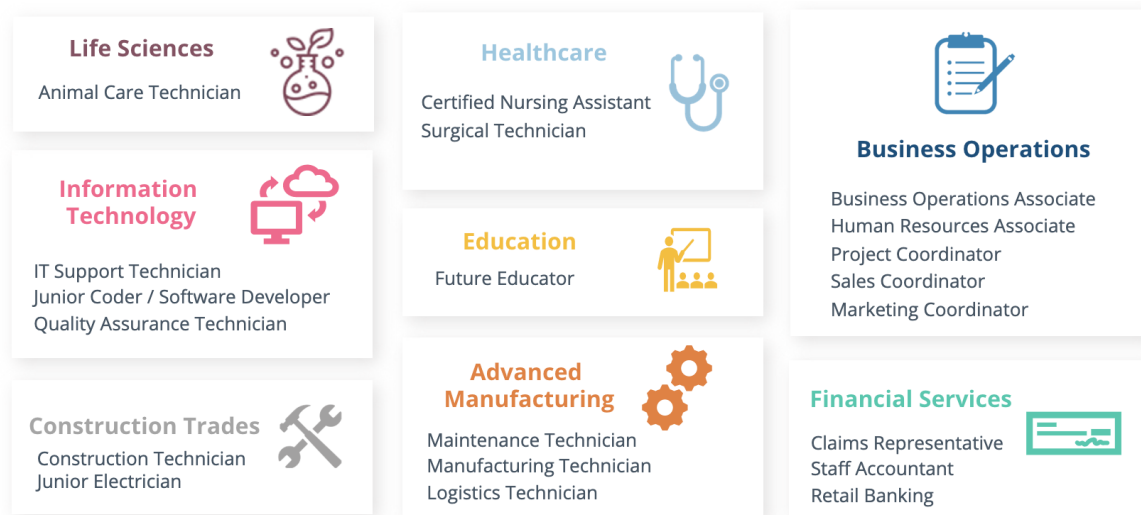 Life Sciences
Animal Care Technician
Information
Technology
IT Support Technician
Junior Coder / Software Developer
Quality Assurance Technician
Construction Trades
Construction Technician
Junior Electrician
Healthcare
Certified Nursing Assistant
Surgical Technician
Education
Future Educator
Advanced
Manufacturing
Maintenance Technician
Manufacturing Technician
Logistics Technician
Business Operations
Business Operations Associate
Human Resources Associate
Project Coordinator
Sales Coordinator
Marketing Coordinator
Financial Services
Claims Representative
Staff Accountant
Retail Banking